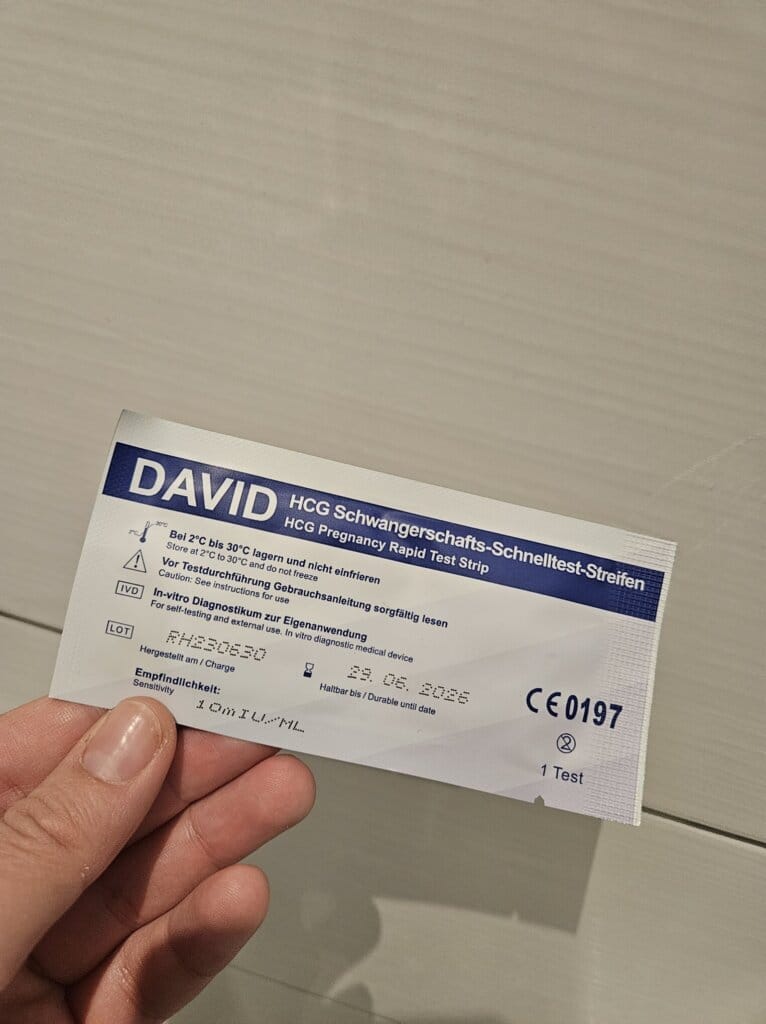 DAVID HCG Schwangerschafts-Schnelltest-Streifen
HCG Pregnancy Rapid Test Strip
2°C 30°C
Bei 2°C bis 30°C lagern und nicht einfrieren
Store at 2°C to 30°C and do not freeze
Vor Testdurchführung Gebrauchsanleitung sorgfältig lesen
Caution: See instructions for use
IVD
In-vitro Diagnostikum zur Eigenanwendung
For self-testing and external use. In vitro diagnostic medical device
LOT RH230630
Hergestellt am / Charge
29. 06. 2026
Haltbar bis / Durable until date
Empfindlichkeit:
Sensitivity
10mIU/ML
CE0197
2
1 Test